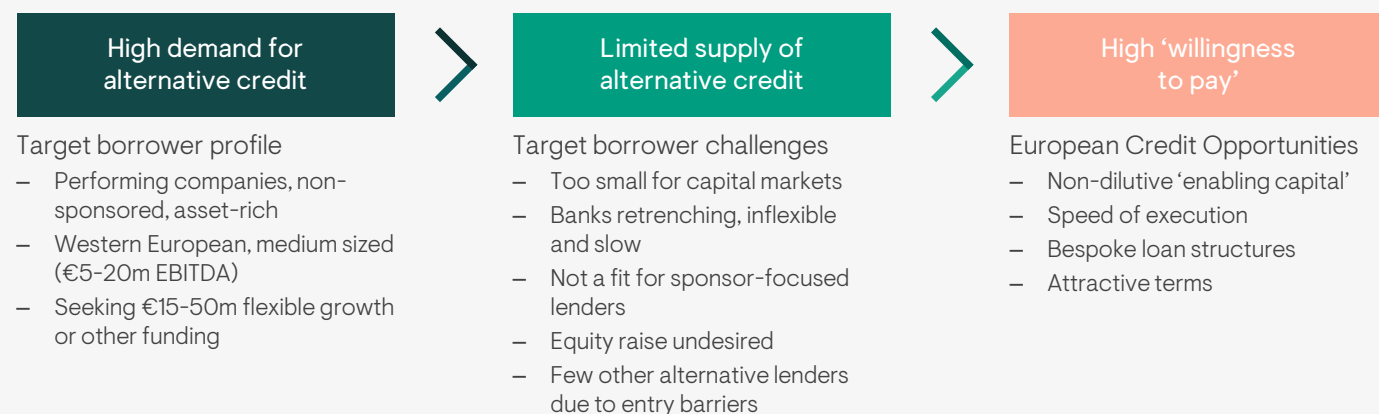 High demand for
alternative credit
Target borrower profile
– Performing companies, non-
sponsored, asset-rich
– Western European, medium sized
(€5-20m EBITDA)
– Seeking €15-50m flexible growth
or other funding
Limited supply of
alternative credit
Target borrower challenges
– Too small for capital markets
– Banks retrenching, inflexible
and slow
– Not a fit for sponsor-focused
lenders
– Equity raise undesired
– Few other alternative lenders
due to entry barriers
High ‘willingness
to pay’
European Credit Opportunities
– Non-dilutive ‘enabling capital’
– Speed of execution
– Bespoke loan structures
– Attractive terms